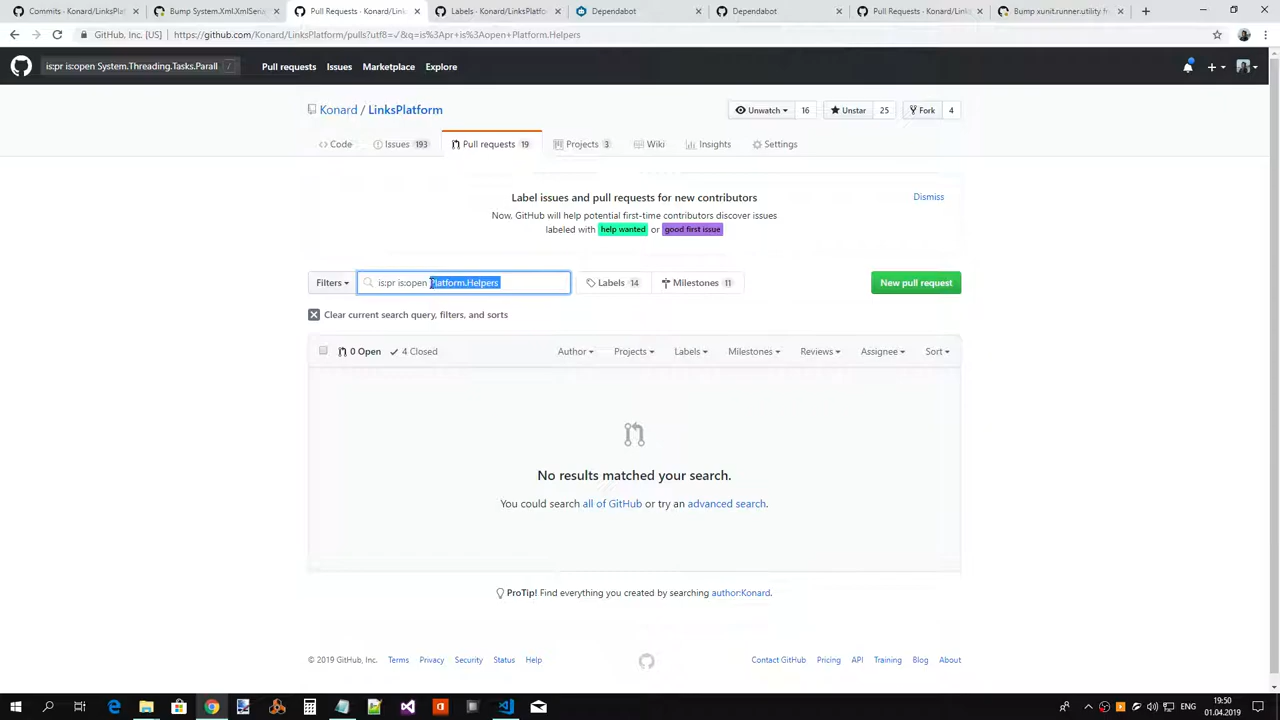 Commits - Konard/LinksPlatform
Bump System.Xml.XmlSerial
Pull Requests - Konard/Links
Labels - Konard/LinksPlatform
Dependabot
Dependabot
Pull Requests - Konard/Links
Bump xunit.runner.utility fr
GitHub, Inc. [US]
https://github.com/Konard/LinksPlatform/pulls?utf8=✓&q=is%3Apr+is%3Aopen+Platform.Helpers
is:pr is:open System.Threading.Tasks.Parall
/
Pull requests
Issues
Marketplace
Explore
Konard / LinksPlatform
Unwatch
16
Unstar
25
Fork
4
Code
Issues 193
Pull requests 19
Projects 3
Wiki
Insights
Settings
Label issues and pull requests for new contributors
Dismiss
Now, GitHub will help potential first-time contributors discover issues
labeled with help wanted or good first issue
Filters
is:pr is:open Platform.Helpers
Labels 14
Milestones 11
New pull request
Clear current search query, filters, and sorts
0 Open
4 Closed
Author
Projects
Labels
Milestones
Reviews
Assignee
Sort
No results matched your search.
You could search all of GitHub or try an advanced search.
ProTip! Find everything you created by searching author:Konard.
© 2019 GitHub, Inc.
Terms
Privacy
Security
Status
Help
Contact GitHub
Pricing
API
Training
Blog
About
ENG
19:50
01.04.2019